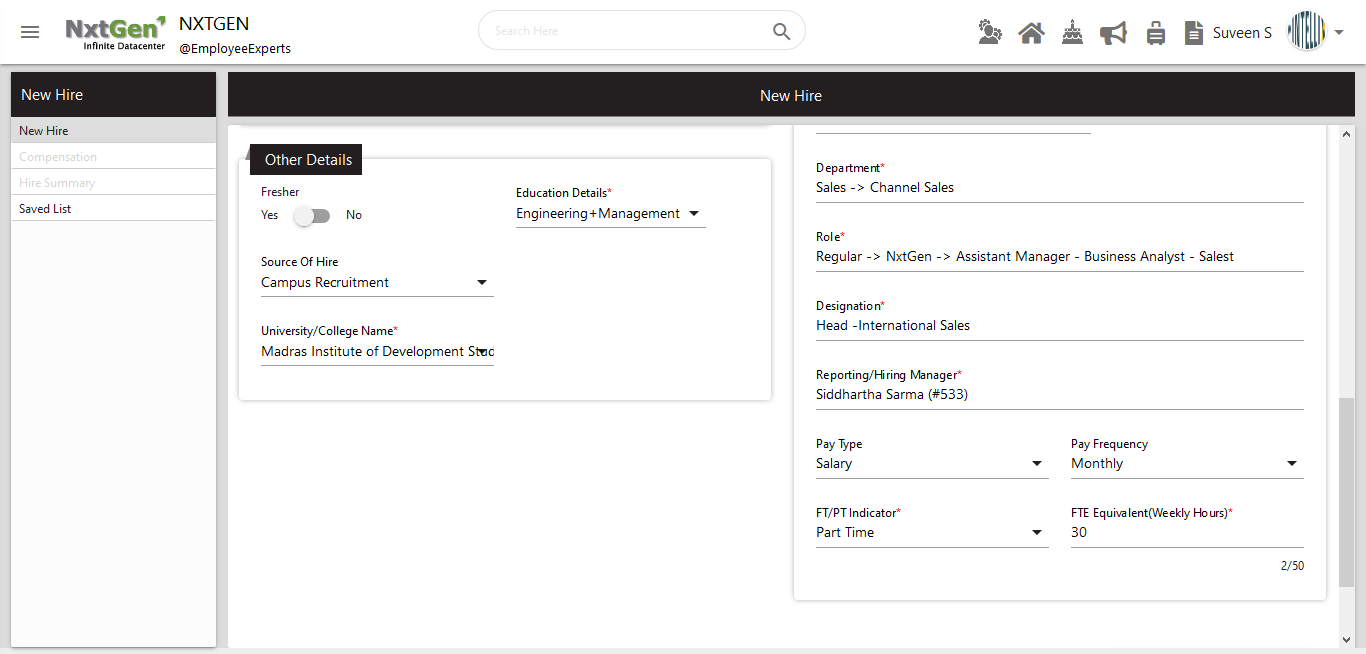 NxtGen
Infinite Datacenter
NXTGEN
@EmployeeExperts
Search Here
Suveen S
INTELLI
New Hire
New Hire
Compensation
Hire Summary
Saved List
New Hire
Other Details
Fresher
Yes No
Education Details*
Engineering+Management
Source Of Hire
Campus Recruitment
University/College Name*
Madras Institute of Development Stud
Department*
Sales -> Channel Sales
Role*
Regular -> NxtGen -> Assistant Manager - Business Analyst - Salest
Designation*
Head -International Sales
Reporting/Hiring Manager*
Siddhartha Sarma (#533)
Pay Type
Salary
Pay Frequency
Monthly
FT/PT Indicator*
Part Time
FTE Equivalent(Weekly Hours)*
30
2/50